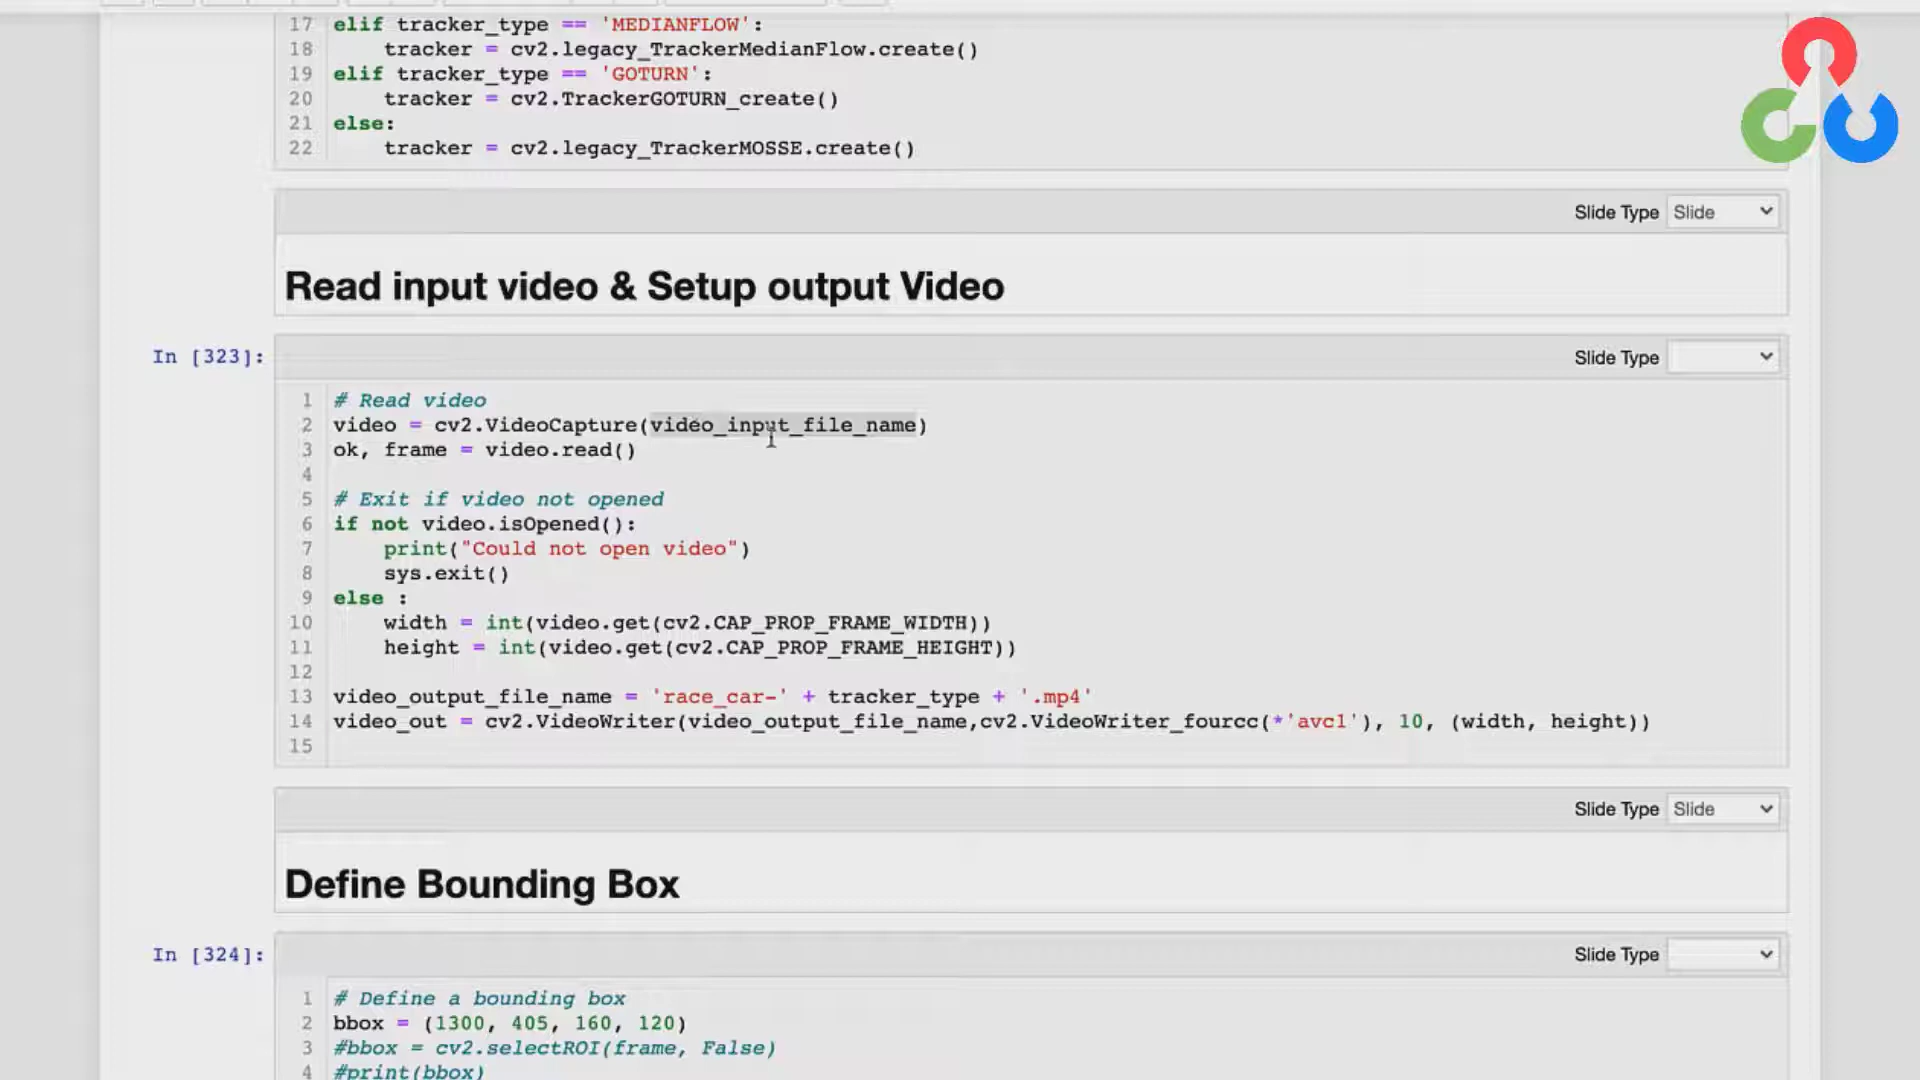 17 elif tracker_type == 'MEDIANFLOW':
18 tracker = cv2.legacy_TrackerMedianFlow.create()
19 elif tracker_type == 'GOTURN':
20 tracker = cv2.TrackerGOTURN_create()
21 else:
22 tracker = cv2.legacy_TrackerMOSSE.create()
Slide Type Slide
Read input video & Setup output Video
In [323]:
Slide Type
1 # Read video
2 video = cv2.VideoCapture(video_input_file_name)
3 ok, frame = video.read()
4
5 # Exit if video not opened
6 if not video.isOpened():
7 print("Could not open video")
8 sys.exit()
9 else :
10 width = int(video.get(cv2.CAP_PROP_FRAME_WIDTH))
11 height = int(video.get(cv2.CAP_PROP_FRAME_HEIGHT))
12
13 video_output_file_name = 'race_car-' + tracker_type + '.mp4'
14 video_out = cv2.VideoWriter(video_output_file_name,cv2.VideoWriter_fourcc(*'avc1'), 10, (width, height))
15
Slide Type Slide
Define Bounding Box
In [324]:
Slide Type
1 # Define a bounding box
2 bbox = (1300, 405, 160, 120)
3 #bbox = cv2.selectROI(frame, False)
4 #print(bbox)